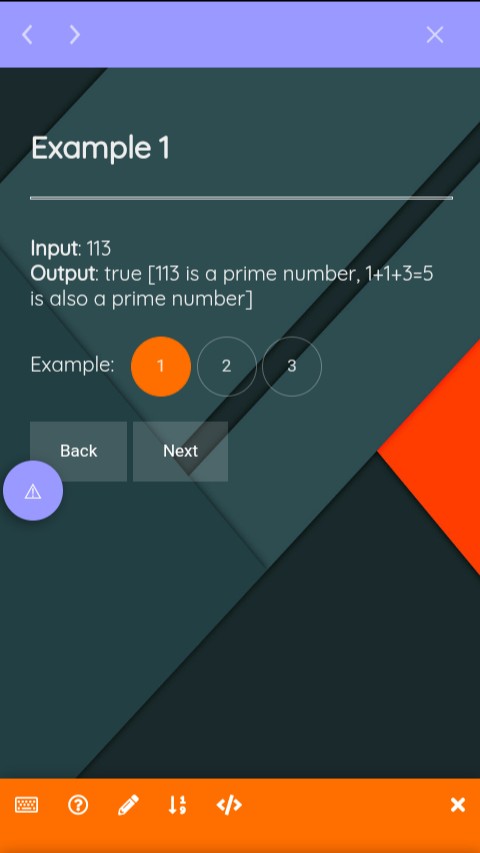 Example 1
Input: 113
Output: true [113 is a prime number, 1+1+3=5
is also a prime number]
Example: 1 2 3
Back Next